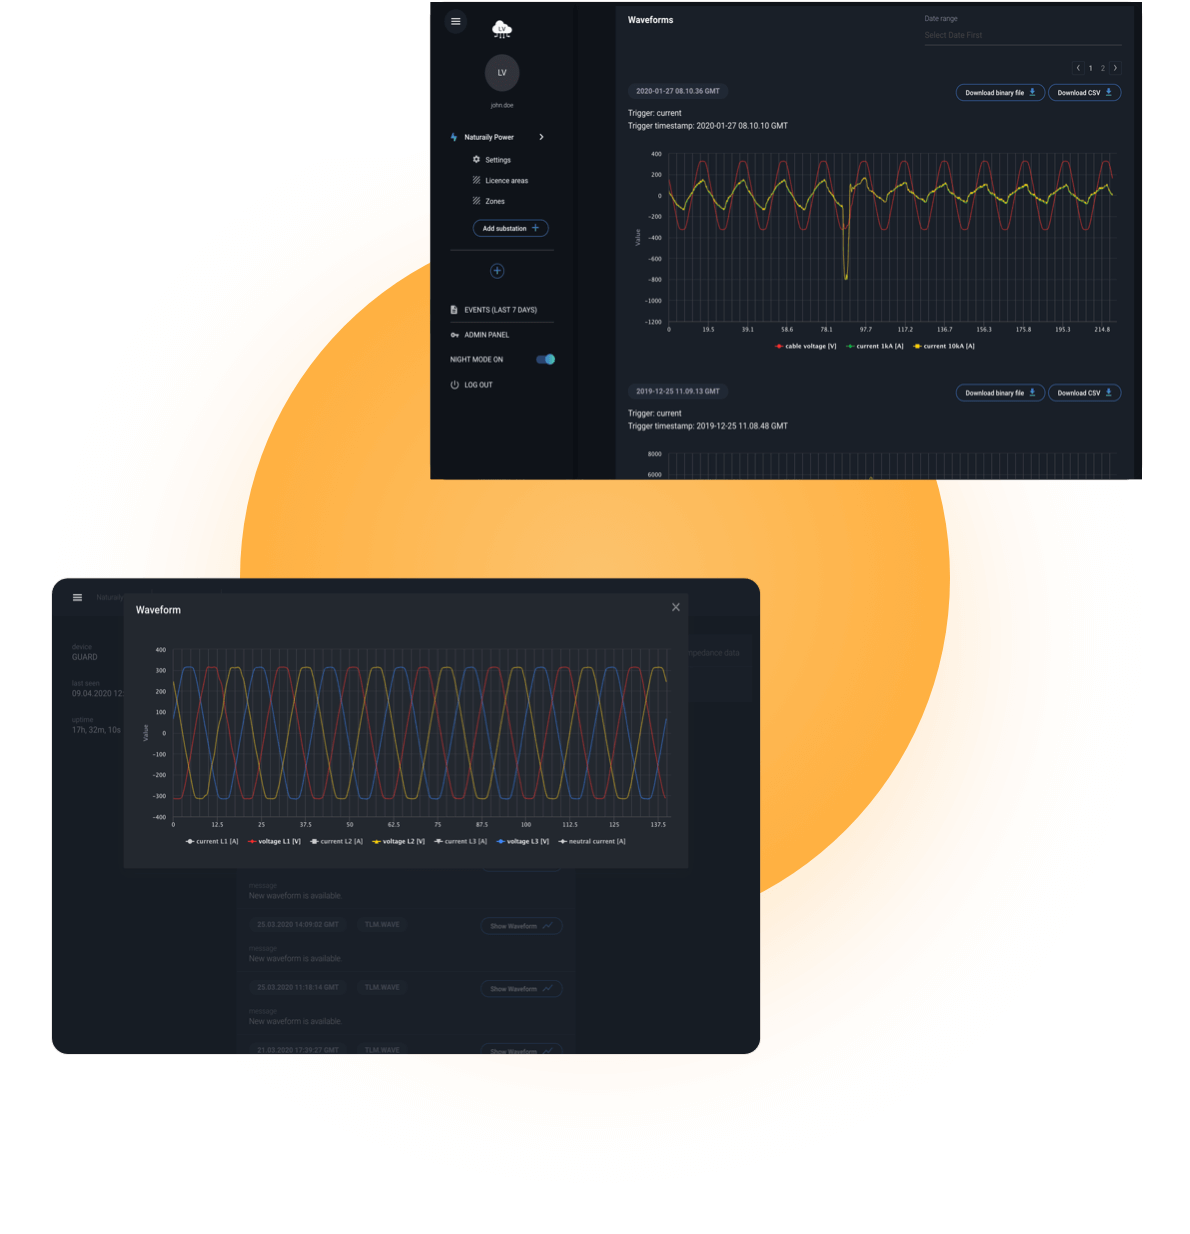 LV
LV
john.doe
Naturaily Power
Settings
Licence areas
Zones
Add substation
EVENTS (LAST 7 DAYS)
ADMIN PANEL
NIGHT MODE ON
LOG OUT
Waveforms
Date range
Select Date First
1 2
2020-01-27 08.10.36 GMT
Download binary file
Download CSV
Trigger: current
Trigger timestamp: 2020-01-27 08.10.10 GMT
400
200
0
-200
-400
-600
-800
-1000
-1200
Value
0 19.5 39.1 58.6 78.1 97.7 117.2 136.7 156.3 175.8 195.3 214.8
cable voltage [V] current 1kA [A] current 10kA [A]
2019-12-25 11.09.13 GMT
Download binary file
Download CSV
Trigger: current
Trigger timestamp: 2019-12-25 11.08.48 GMT
8000
6000
Naturaily
device
GUARD
last seen
09.04.2020 12:
uptime
17h, 32m, 10s
mpedance data
Waveform
400
300
200
100
0
-100
-200
-300
-400
Value
0 12.5 25 37.5 50 62.5 75 87.5 100 112.5 125 137.5
current L1 [A] voltage L1 [V] current L2 [A] voltage L2 [V] current L3 [A] voltage L3 [V] neutral current [A]
message
New waveform is available.
25.03.2020 14:09:02 GMT TLM WAVE Show Waveform
message
New waveform is available.
25.03.2020 11:18:14 GMT TLM WAVE Show Waveform
message
New waveform is available.
21.03.2020 17:39:27 GMT TLM WAVE Show Waveform